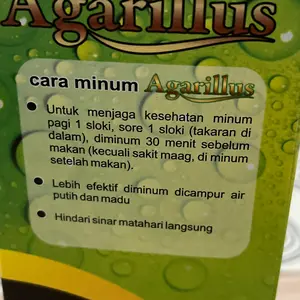 Agarillus
cara minum Agarillus
Untuk menjaga kesehatan minum
pagi 1 sloki, sore 1 sloki (takaran di
dalam), diminum 30 menit sebelum
makan (kecuali sakit maag, di minum
setelah makan).
Lebih efektif diminum dicampur air
putih dan madu
Hindari sinar matahari langsung